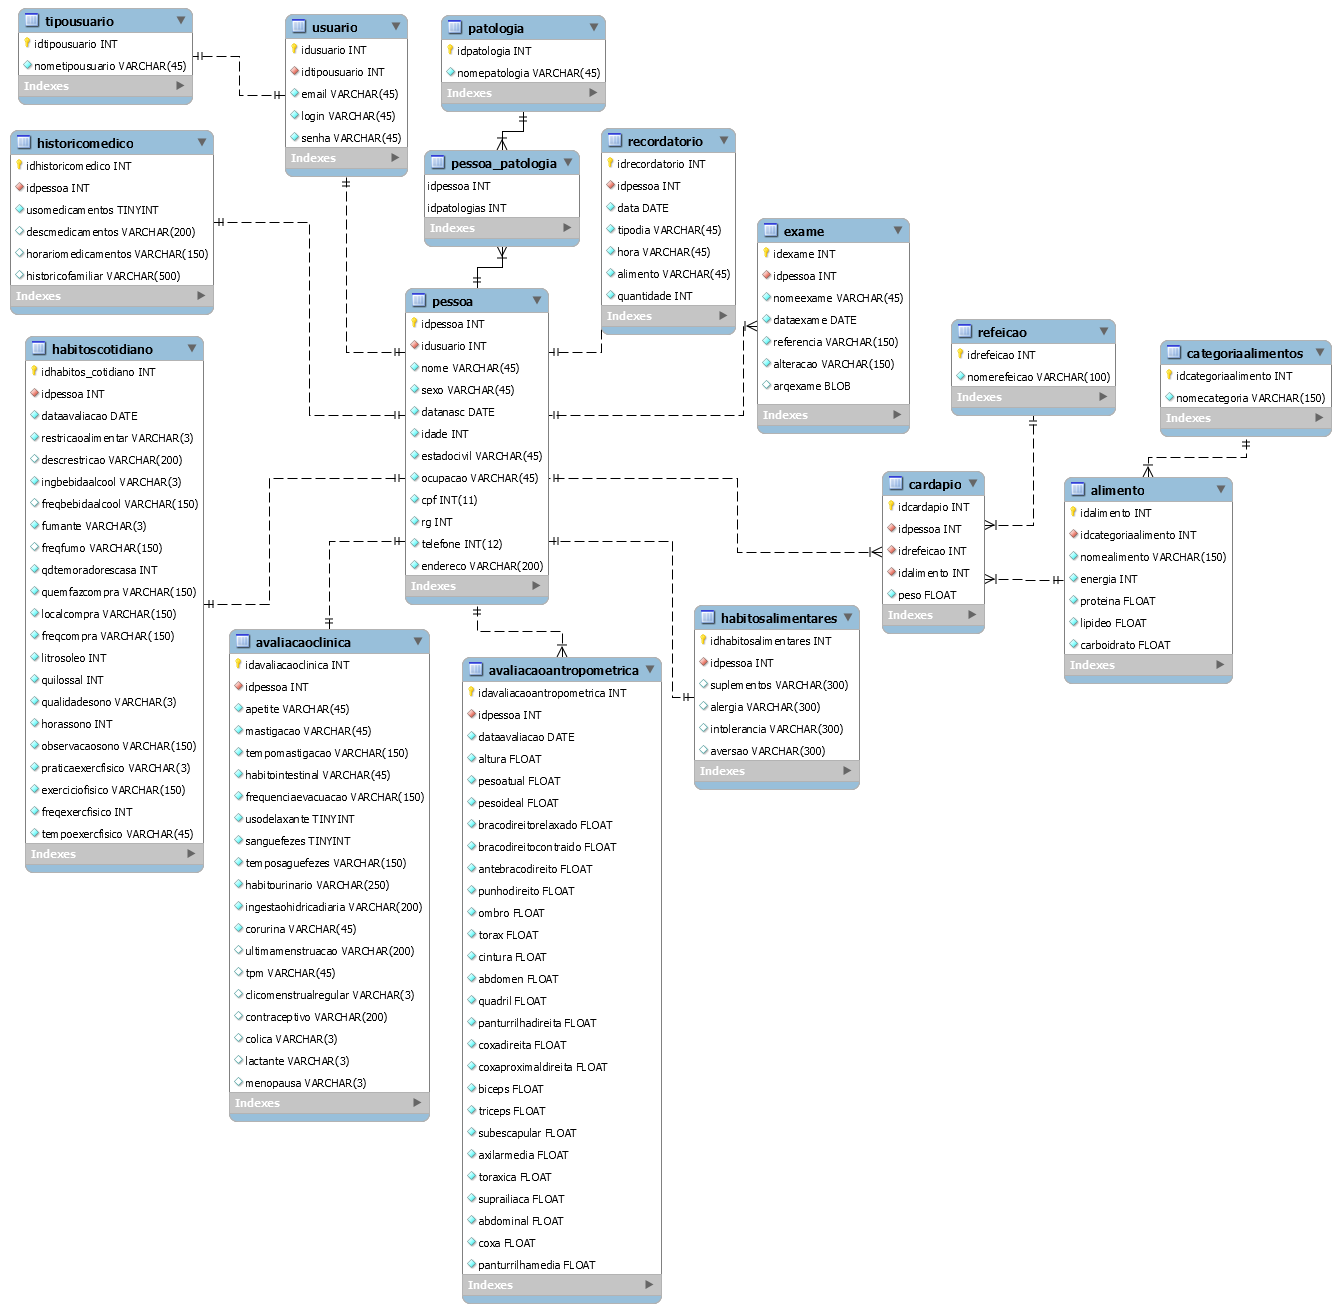 tipousuario
idtipousuario INT
nometipousuario VARCHAR(45)
Indexes
usuario
idusuario INT
idtipousuario INT
email VARCHAR(45)
login VARCHAR(45)
senha VARCHAR(45)
Indexes
patologia
idpatologia INT
nomepatologia VARCHAR(45)
Indexes
historicomedico
idhistoricomedico INT
idpessoa INT
usomedicamentos TINYINT
descmedicamentos VARCHAR(200)
horariomedicamentos VARCHAR(150)
historicofamiliar VARCHAR(500)
Indexes
pessoa_patologia
idpessoa INT
idpatologias INT
Indexes
recordatorio
idrecordatorio INT
idpessoa INT
data DATE
tipodia VARCHAR(45)
hora VARCHAR(45)
alimento VARCHAR(45)
quantidade INT
Indexes
exame
idexame INT
idpessoa INT
nomeexame VARCHAR(45)
dataexame DATE
referencia VARCHAR(150)
alteracao VARCHAR(150)
arqexame BLOB
Indexes
pessoa
idpessoa INT
idusuario INT
nome VARCHAR(45)
sexo VARCHAR(45)
datanasc DATE
idade INT
estadocivil VARCHAR(45)
ocupacao VARCHAR(45)
cpf INT(11)
rg INT
telefone INT(12)
endereco VARCHAR(200)
Indexes
refeicao
idrefeicao INT
nomerefeicao VARCHAR(100)
Indexes
categoriaalimentos
idcategoriaalimento INT
nomecategoria VARCHAR(150)
Indexes
habitoscotidiano
idhabitos_cotidiano INT
idpessoa INT
dataavaliacao DATE
restricaoalimentar VARCHAR(3)
descrestricao VARCHAR(200)
ingbebidaalcool VARCHAR(3)
freqbebidaalcool VARCHAR(150)
fumante VARCHAR(3)
freqfumo VARCHAR(150)
qdtemoradorescasa INT
quemfazcompra VARCHAR(150)
localcompra VARCHAR(150)
freqcompra VARCHAR(150)
litrosoleo INT
quilossal INT
qualidadesono VARCHAR(3)
horassono INT
observacaosono VARCHAR(150)
praticaexercfisico VARCHAR(3)
exerciciofisico VARCHAR(150)
freqexercfisico INT
tempoexercfisico VARCHAR(45)
Indexes
cardapio
idcardapio INT
idpessoa INT
idrefeicao INT
idalimento INT
peso FLOAT
Indexes
alimento
idalimento INT
idcategoriaalimento INT
nomealimento VARCHAR(150)
energia INT
proteina FLOAT
lipideo FLOAT
carboidrato FLOAT
Indexes
avaliacaoclinica
idavaliacaoclinica INT
idpessoa INT
apetite VARCHAR(45)
mastigacao VARCHAR(45)
tempomastigacao VARCHAR(150)
habitointestinal VARCHAR(45)
frequenciaevacuacao VARCHAR(150)
usodelaxante TINYINT
sanguefezes TINYINT
temposaguefezes VARCHAR(150)
habitourinario VARCHAR(250)
ingestaohidricadiaria VARCHAR(200)
corurina VARCHAR(45)
ultimamenstruacao VARCHAR(200)
tpm VARCHAR(45)
clicomenstrualregular VARCHAR(3)
contraceptivo VARCHAR(200)
colica VARCHAR(3)
lactante VARCHAR(3)
menopausa VARCHAR(3)
Indexes
avaliacaoantropometrica
idavaliacaoantropometrica INT
idpessoa INT
dataavaliacao DATE
altura FLOAT
pesoatual FLOAT
pesoideal FLOAT
bracodireitorelaxado FLOAT
bracodireitocontraido FLOAT
antebracodireito FLOAT
punhodireito FLOAT
ombro FLOAT
torax FLOAT
cintura FLOAT
abdomen FLOAT
quadril FLOAT
panturrilhadireita FLOAT
coxadireita FLOAT
coxaproximaldireita FLOAT
biceps FLOAT
triceps FLOAT
subescapular FLOAT
axilarmedia FLOAT
toraxica FLOAT
suprailiaca FLOAT
abdominal FLOAT
coxa FLOAT
panturrilhamedia FLOAT
Indexes
habitosalimentares
idhabitosalimentares INT
idpessoa INT
suplementos VARCHAR(300)
alergia VARCHAR(300)
intolerancia VARCHAR(300)
aversao VARCHAR(300)
Indexes